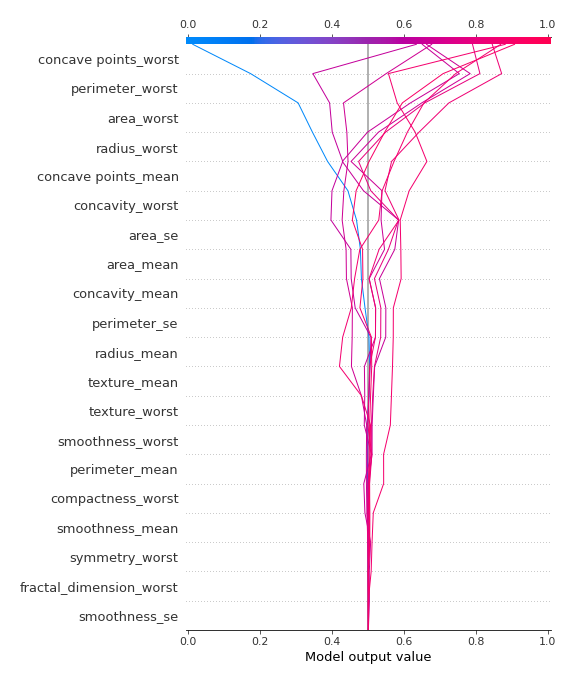 0.0 0.2 0.4 0.6 0.8 1.0
concave points_worst
perimeter_worst
area_worst
radius_worst
concave points_mean
concavity_worst
area_se
area_mean
concavity_mean
perimeter_se
radius_mean
texture_mean
texture_worst
smoothness_worst
perimeter_mean
compactness_worst
smoothness_mean
symmetry_worst
fractal_dimension_worst
smoothness_se
0.0 0.2 0.4 0.6 0.8 1.0
Model output value